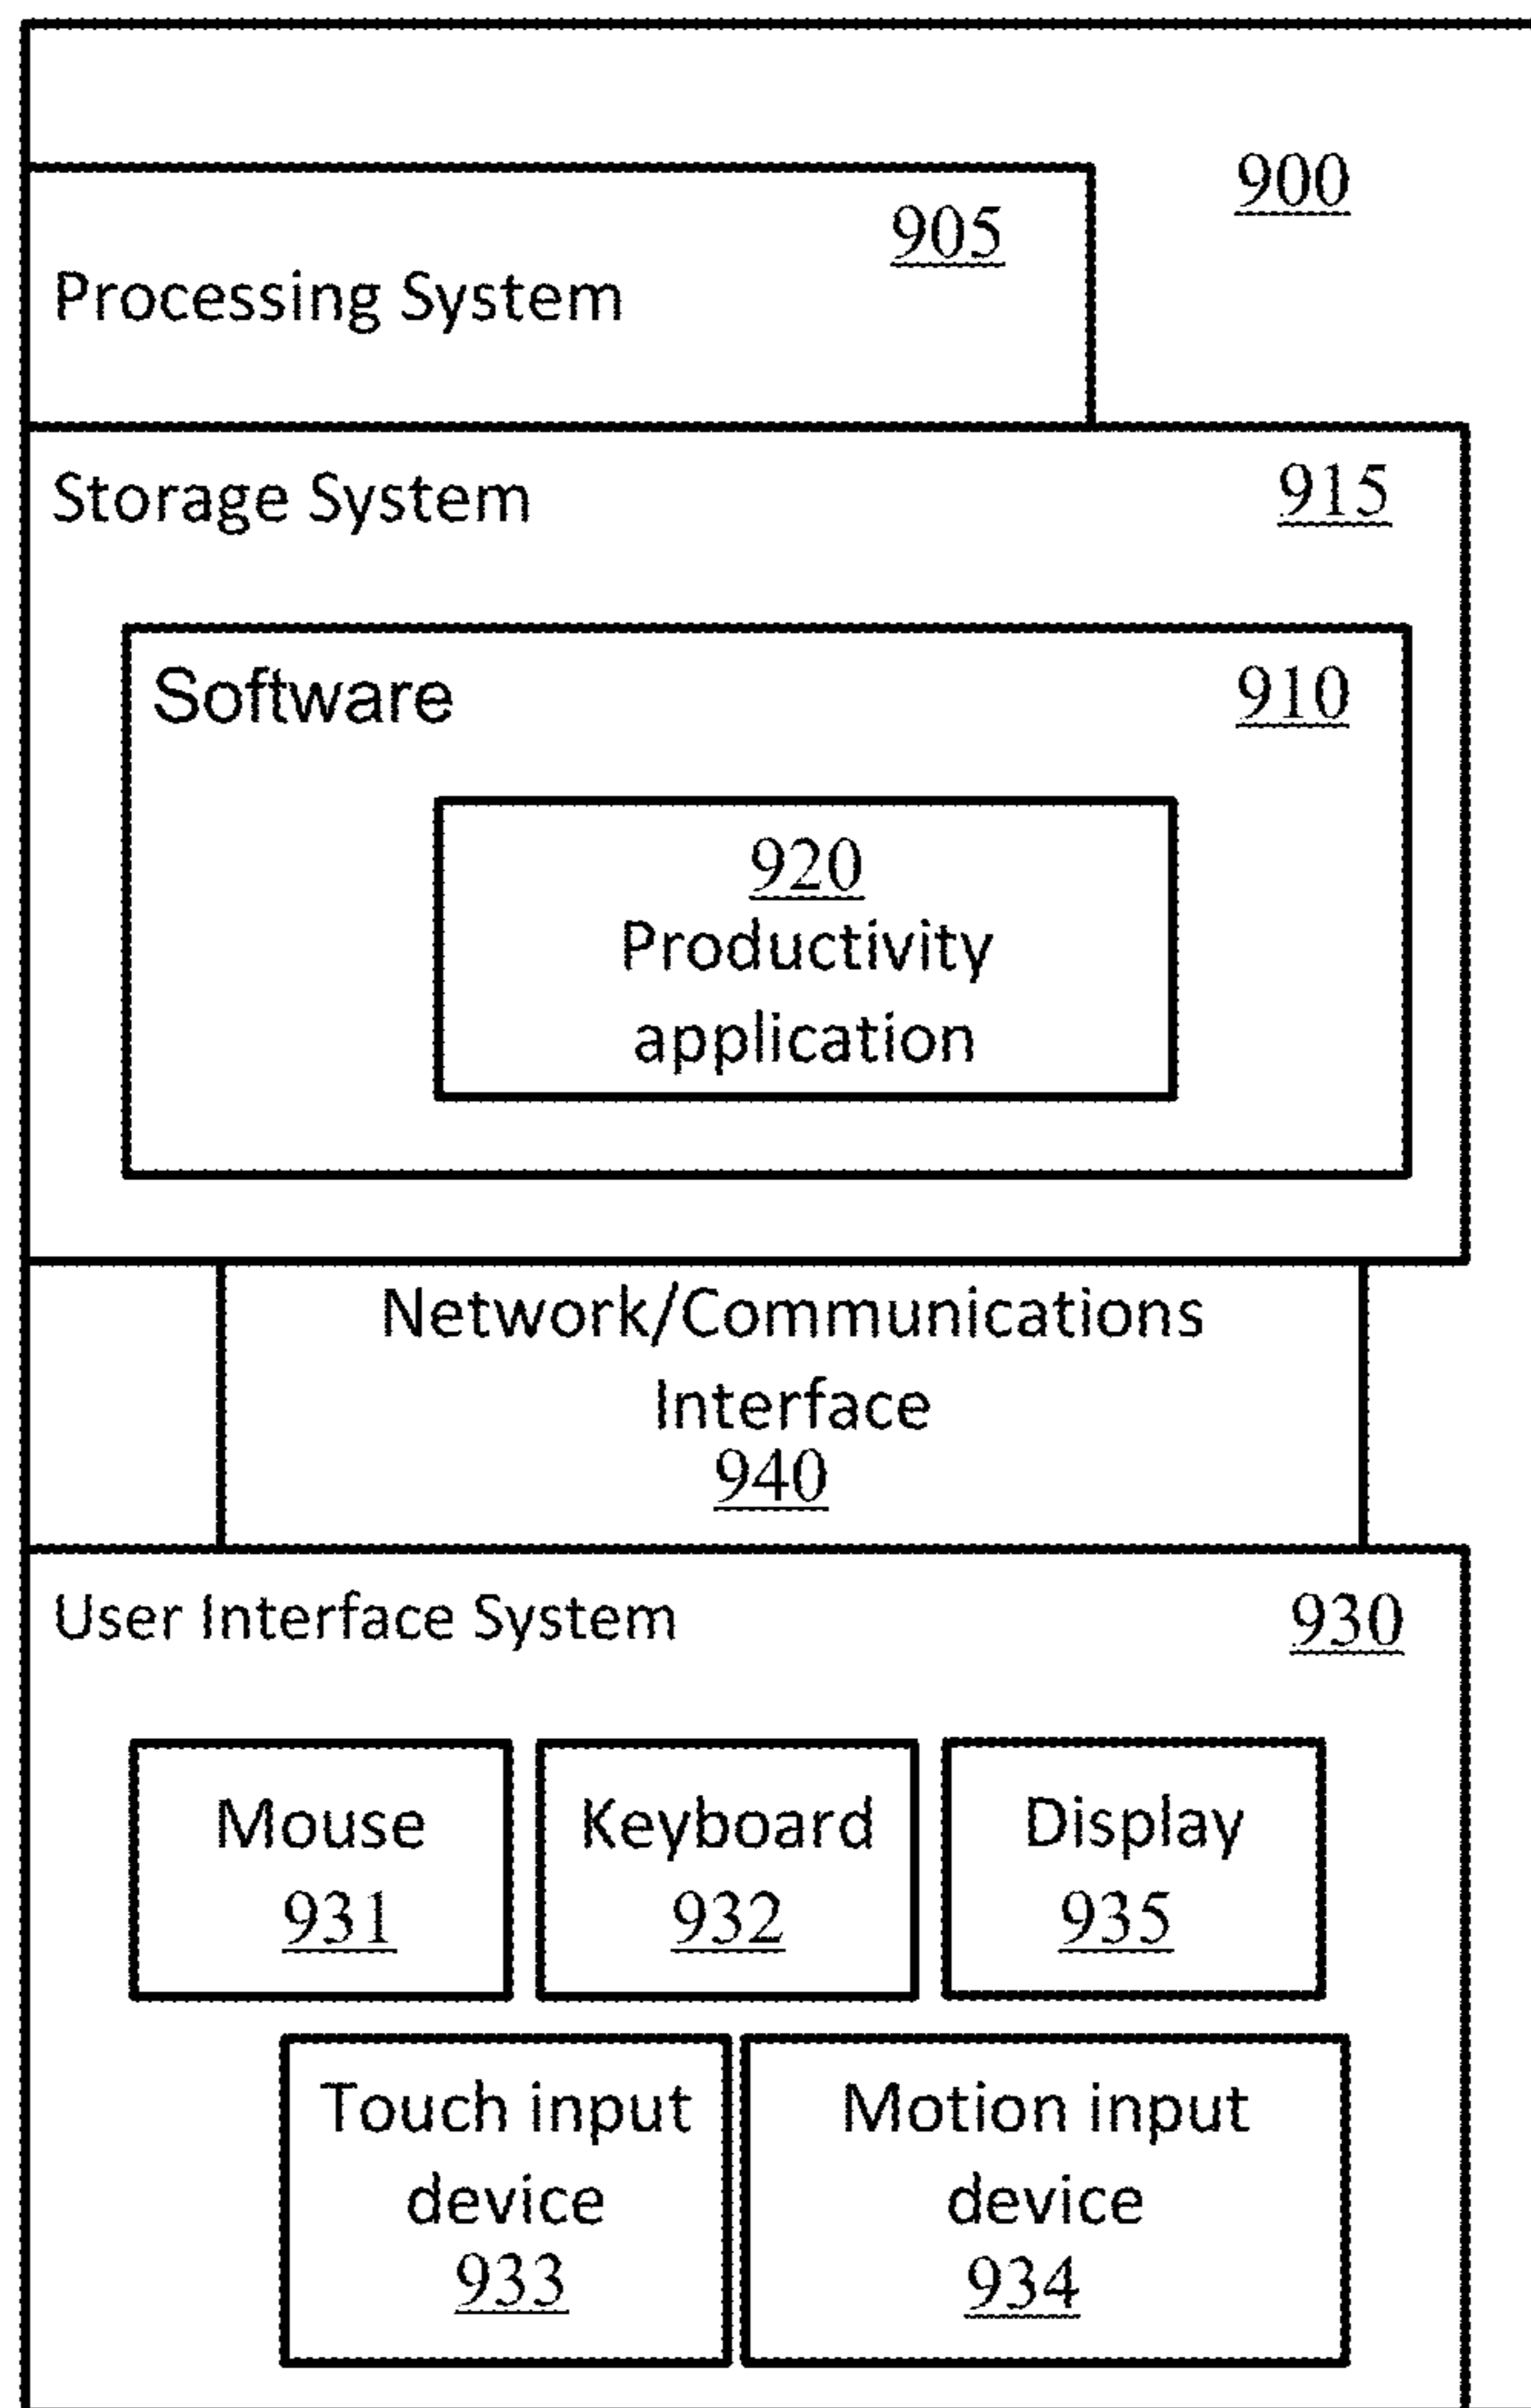 900
905
Processing System
Storage System
915
Software
910
920
Productivity
application
Network/Communications
Interface
940
User Interface System
930
Mouse
931
Keyboard
932
Display
935
Touch input
device
933
Motion input
device
934